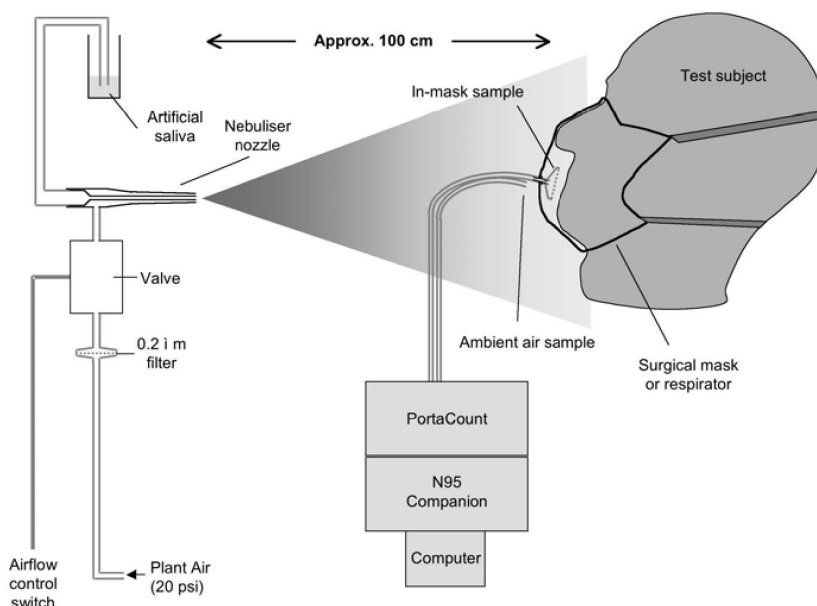 Approx. 100 cm
Test subject
In-mask sample
Artificial
saliva
Nebuliser
nozzle
Valve
0.2 ì m
filter
Ambient air sample
Surgical mask
or respirator
PortaCount
N95
Companion
Computer
Airflow
control
switch
Plant Air
(20 psi)